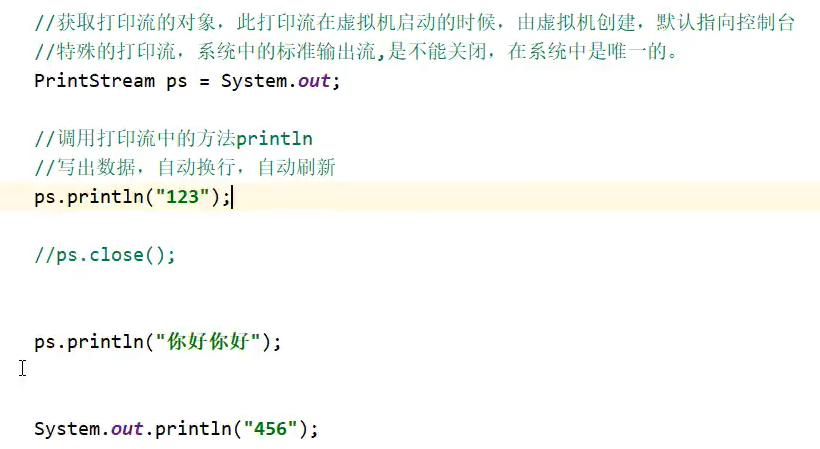 //获取打印流的对象，此打印流在虚拟机启动的时候，由虚拟机创建，默认指向控制台
//特殊的打印流，系统中的标准输出流,是不能关闭，在系统中是唯一的。
PrintStream ps = System.out;
//调用打印流中的方法println
//写出数据，自动换行，自动刷新
ps.println("123");
//ps.close();
ps.println("你好你好");
System.out.println("456");